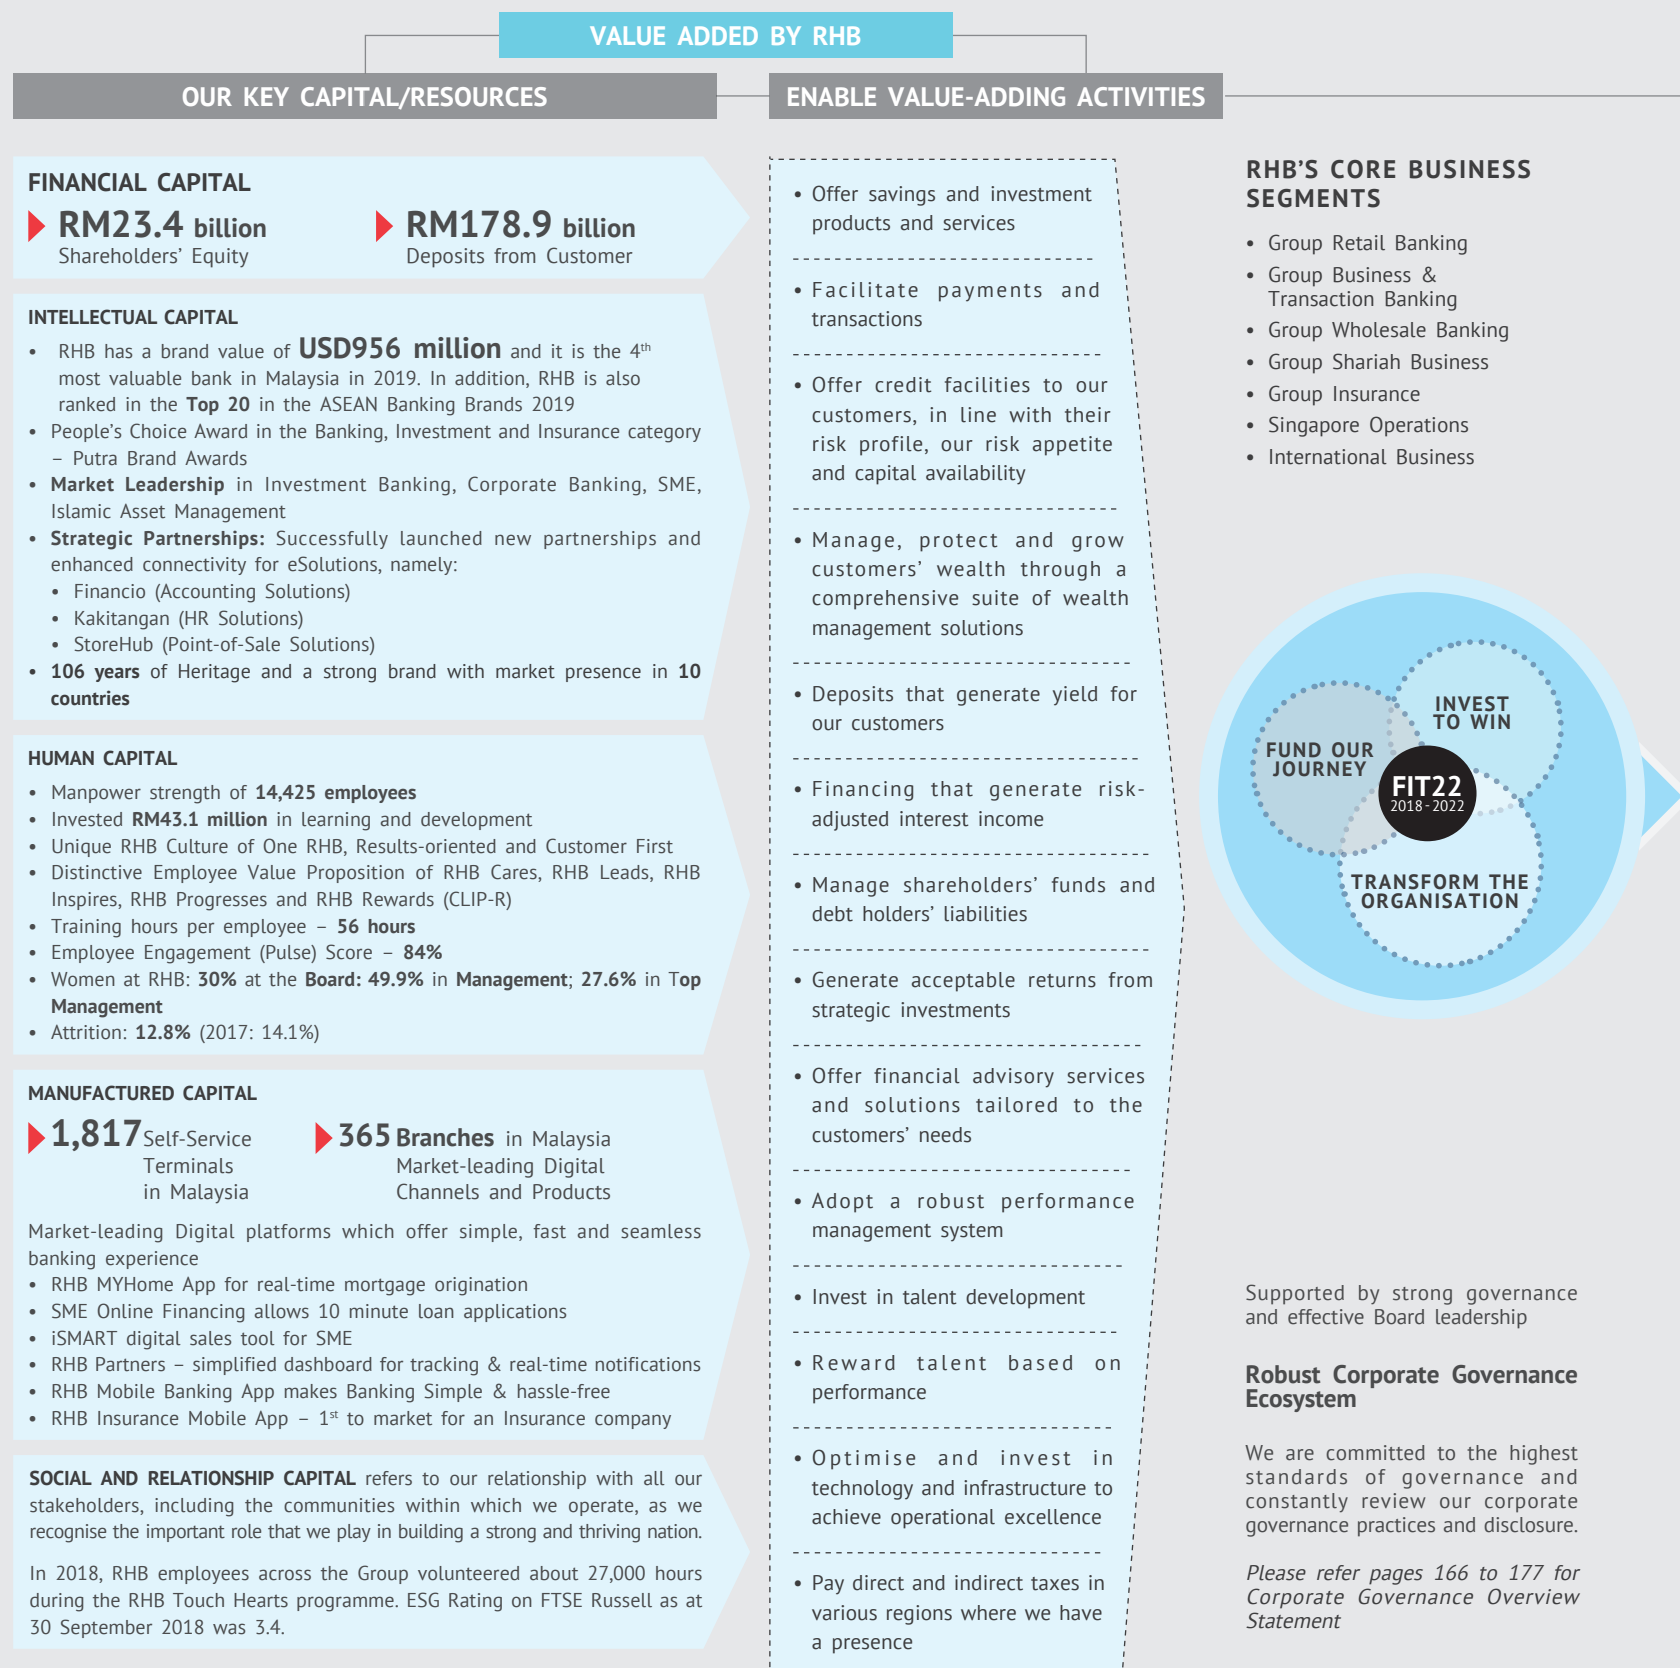 VALUE ADDED BY RHB
OUR KEY CAPITAL/RESOURCES
FINANCIAL CAPITAL
RM23.4 billion
Shareholders' Equity
RM178.9 billion
Deposits from Customer
INTELLECTUAL CAPITAL
• RHB has a brand value of USD956 million and it is the 4th
most valuable bank in Malaysia in 2019. In addition, RHB is also
ranked in the Top 20 in the ASEAN Banking Brands 2019
• People's Choice Award in the Banking, Investment and Insurance category
– Putra Brand Awards
• Market Leadership in Investment Banking, Corporate Banking, SME,
Islamic Asset Management
• Strategic Partnerships: Successfully launched new partnerships and
enhanced connectivity for eSolutions, namely:
• Financio (Accounting Solutions)
• Kakitangan (HR Solutions)
• StoreHub (Point-of-Sale Solutions)
• 106 years of Heritage and a strong brand with market presence in 10
countries
HUMAN CAPITAL
• Manpower strength of 14,425 employees
• Invested RM43.1 million in learning and development
• Unique RHB Culture of One RHB, Results-oriented and Customer First
• Distinctive Employee Value Proposition of RHB Cares, RHB Leads, RHB
Inspires, RHB Progresses and RHB Rewards (CLIP-R)
• Training hours per employee – 56 hours
• Employee Engagement (Pulse) Score – 84%
• Women at RHB: 30% at the Board: 49.9% in Management; 27.6% in Top
Management
• Attrition: 12.8% (2017: 14.1%)
MANUFACTURED CAPITAL
1,817 Self-Service
Terminals
in Malaysia
365 Branches in Malaysia
Market-leading Digital
Channels and Products
Market-leading Digital platforms which offer simple, fast and seamless
banking experience
• RHB MYHome App for real-time mortgage origination
• SME Online Financing allows 10 minute loan applications
• iSMART digital sales tool for SME
• RHB Partners – simplified dashboard for tracking & real-time notifications
• RHB Mobile Banking App makes Banking Simple & hassle-free
• RHB Insurance Mobile App – 1st to market for an Insurance company
SOCIAL AND RELATIONSHIP CAPITAL refers to our relationship with all our
stakeholders, including the communities within which we operate, as we
recognise the important role that we play in building a strong and thriving nation.
In 2018, RHB employees across the Group volunteered about 27,000 hours
during the RHB Touch Hearts programme. ESG Rating on FTSE Russell as at
30 September 2018 was 3.4.
ENABLE VALUE-ADDING ACTIVITIES
• Offer savings and investment
products and services
• Facilitate payments and
transactions
• Offer credit facilities to our
customers, in line with their
risk profile, our risk appetite
and capital availability
• Manage, protect and grow
customers' wealth through a
comprehensive suite of wealth
management solutions
• Deposits that generate yield for
our customers
• Financing that generate risk-
adjusted interest income
• Manage shareholders' funds and
debt holders' liabilities
• Generate acceptable returns from
strategic investments
• Offer financial advisory services
and solutions tailored to the
customers' needs
• Adopt a robust performance
management system
• Invest in talent development
• Reward talent based on
performance
• Optimise and invest in
technology and infrastructure to
achieve operational excellence
• Pay direct and indirect taxes in
various regions where we have
a presence
RHB'S CORE BUSINESS
SEGMENTS
• Group Retail Banking
• Group Business &
Transaction Banking
• Group Wholesale Banking
• Group Shariah Business
• Group Insurance
• Singapore Operations
• International Business
INVEST
TO WIN
FUND OUR
JOURNEY
FIT22
2018-2022
TRANSFORM THE
ORGANISATION
Supported by strong governance
and effective Board leadership
Robust Corporate Governance
Ecosystem
We are committed to the highest
standards of governance and
constantly review our corporate
governance practices and disclosure.
Please refer pages 166 to 177 for
Corporate Governance Overview
Statement